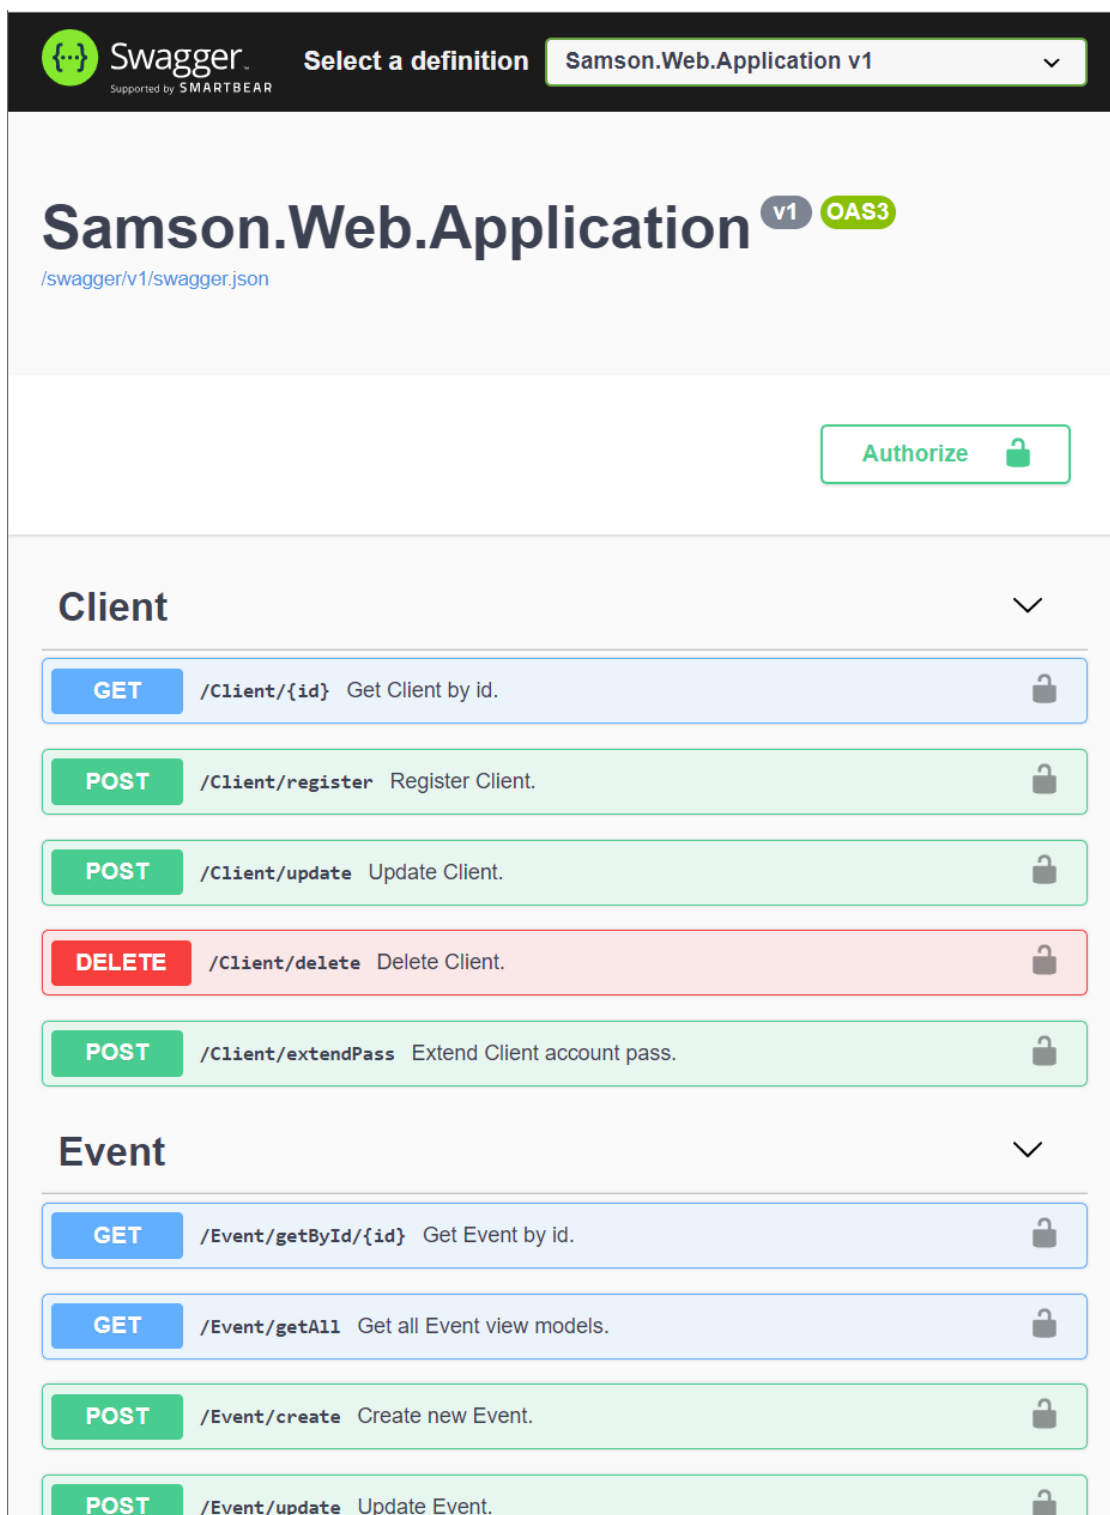 Swagger. Select a definition Samson.Web.Application v1
Supported by SMARTBEAR
Samson.Web.Application v1 OAS3
/swagger/v1/swagger.json
Authorize
Client
GET /Client/{id} Get Client by id.
POST /Client/register Register Client.
POST /Client/update Update Client.
DELETE /Client/delete Delete Client.
POST /Client/extendPass Extend Client account pass.
Event
GET /Event/getById/{id} Get Event by id.
GET /Event/getAll Get all Event view models.
POST /Event/create Create new Event.
POST /Event/update Update Event.